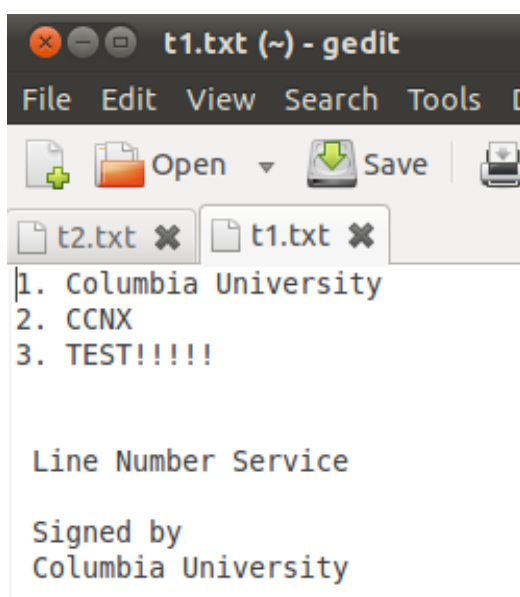 t1.txt (~) - gedit
File Edit View Search Tools
Open Save
t2.txt t1.txt
1. Columbia University
2. CCNX
3. TEST!!!!!
Line Number Service
Signed by
Columbia University